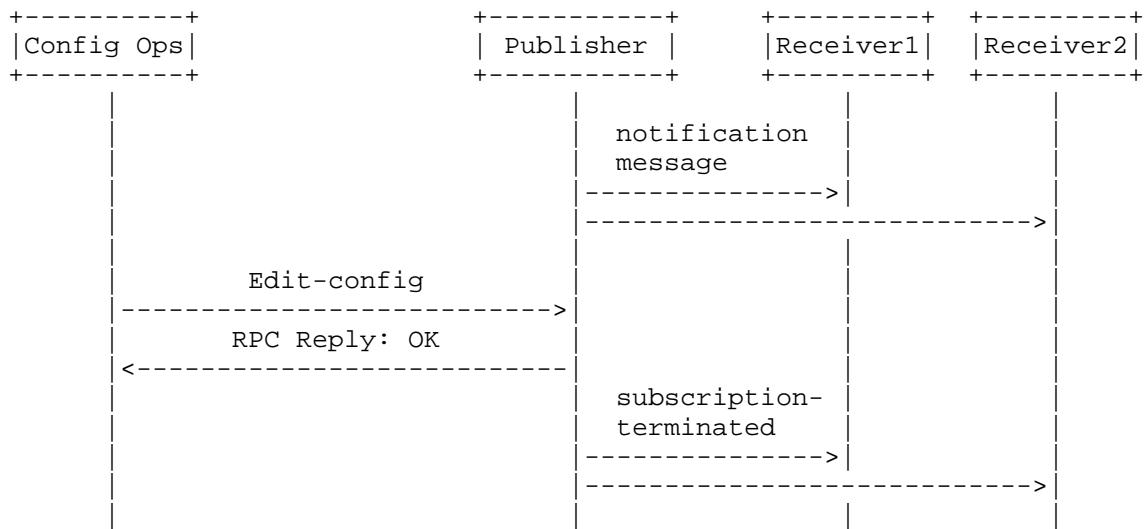 Config Ops Publisher Receiver1 Receiver2
notification
message
Edit-config
RPC Reply: OK
subscription-
terminated